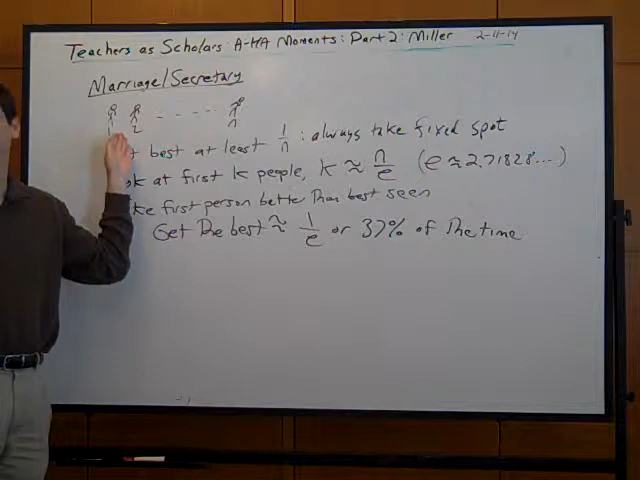 Teachers as Scholars: A-HA Moments: Part 2: Miller 2-11-14
Marriage/Secretary
1 2 - - - - - n
t best at least 1/n : always take fixed spot
ok at first k people, k ≈ n/e (e ≈ 2.71828...)
ke first person better than best seen
Get the best ≈ 1/e or 37% of the time